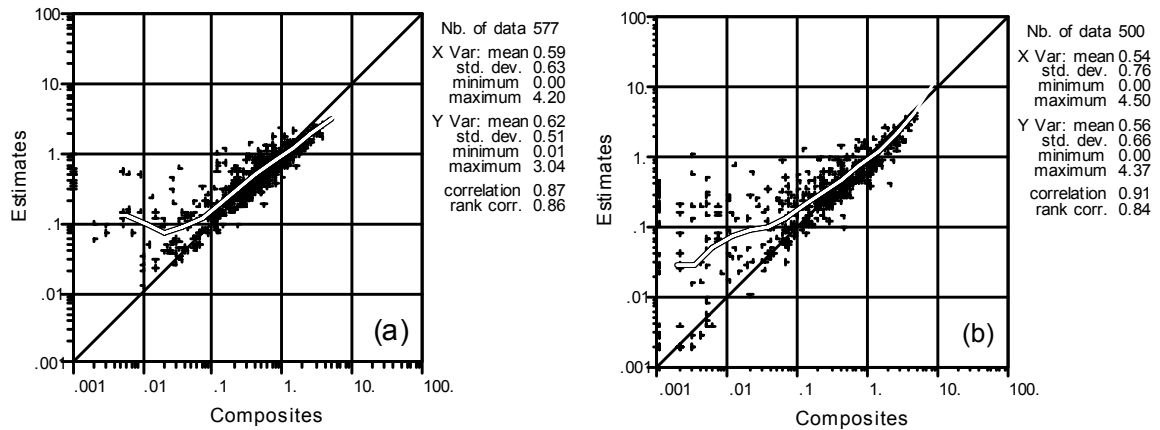 100.
10.
1.
.1
.01
.001
.001
.01
.1
1.
10.
100.
Estimates
Composites
(a)
Nb. of data 577
X Var: mean 0.59
std. dev. 0.63
minimum 0.00
maximum 4.20
Y Var: mean 0.62
std. dev. 0.51
minimum 0.01
maximum 3.04
correlation 0.87
rank corr. 0.86
100.
10.
1.
.1
.01
.001
.001
.01
.1
1.
10.
100.
Estimates
Composites
(b)
Nb. of data 500
X Var: mean 0.54
std. dev. 0.76
minimum 0.00
maximum 4.50
Y Var: mean 0.56
std. dev. 0.66
minimum 0.00
maximum 4.37
correlation 0.91
rank corr. 0.84